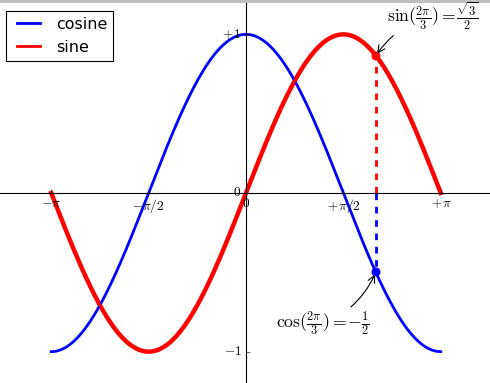 cosine
sine
sin(2π/3)=√3/2
+1
0
−π
−π/2
0
+π/2
+π
cos(2π/3)=−1/2
−1